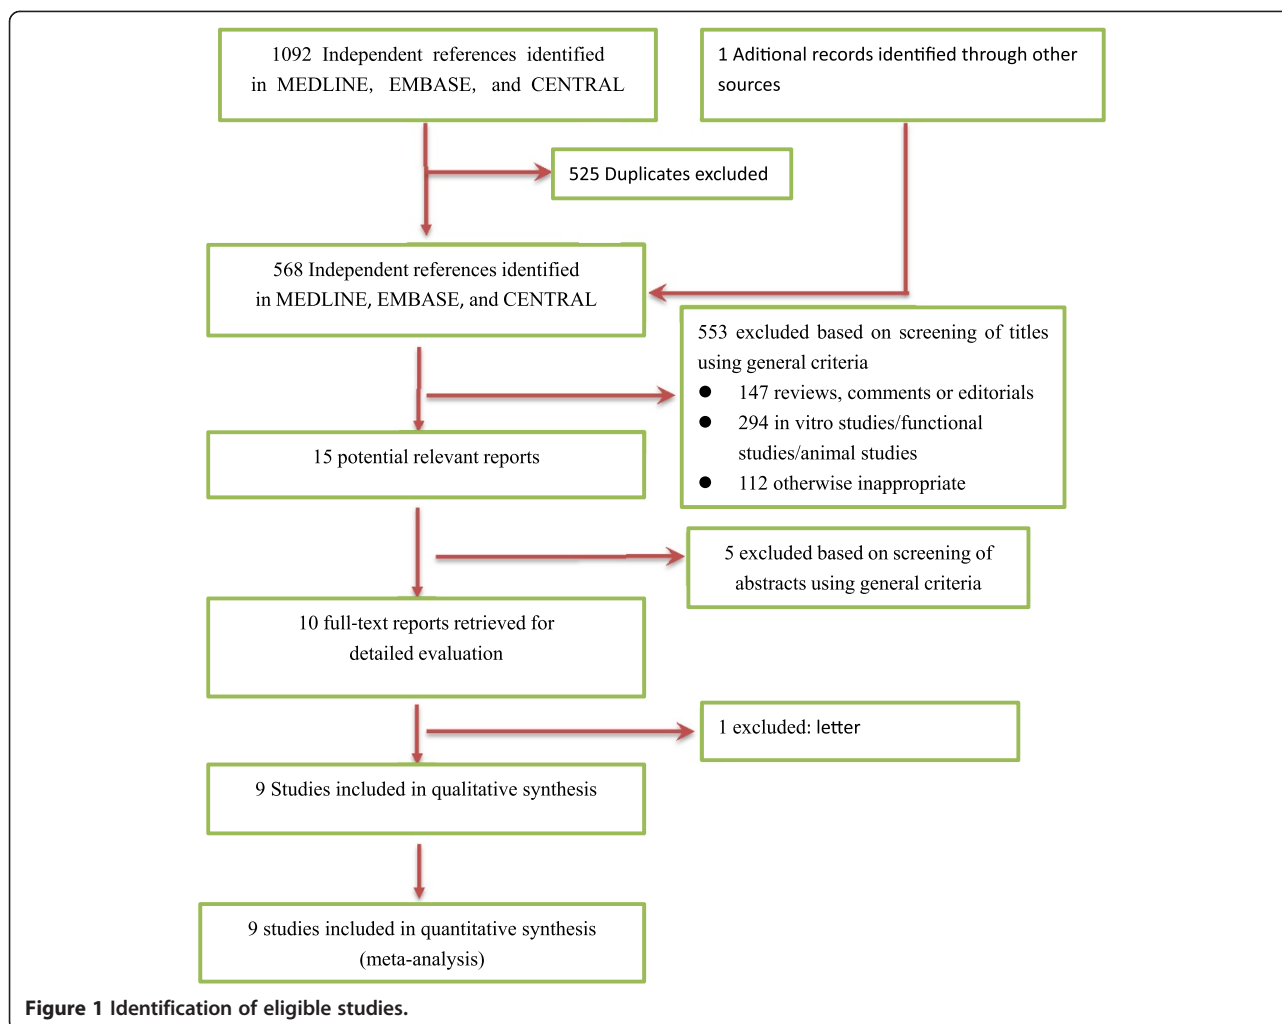 1092 Independent references identified
in MEDLINE, EMBASE, and CENTRAL
1 Aditional records identified through other
sources
525 Duplicates excluded
568 Independent references identified
in MEDLINE, EMBASE, and CENTRAL
553 excluded based on screening of titles
using general criteria
● 147 reviews, comments or editorials
● 294 in vitro studies/functional
studies/animal studies
● 112 otherwise inappropriate
15 potential relevant reports
5 excluded based on screening of
abstracts using general criteria
10 full-text reports retrieved for
detailed evaluation
1 excluded: letter
9 Studies included in qualitative synthesis
9 studies included in quantitative synthesis
(meta-analysis)
Figure 1 Identification of eligible studies.